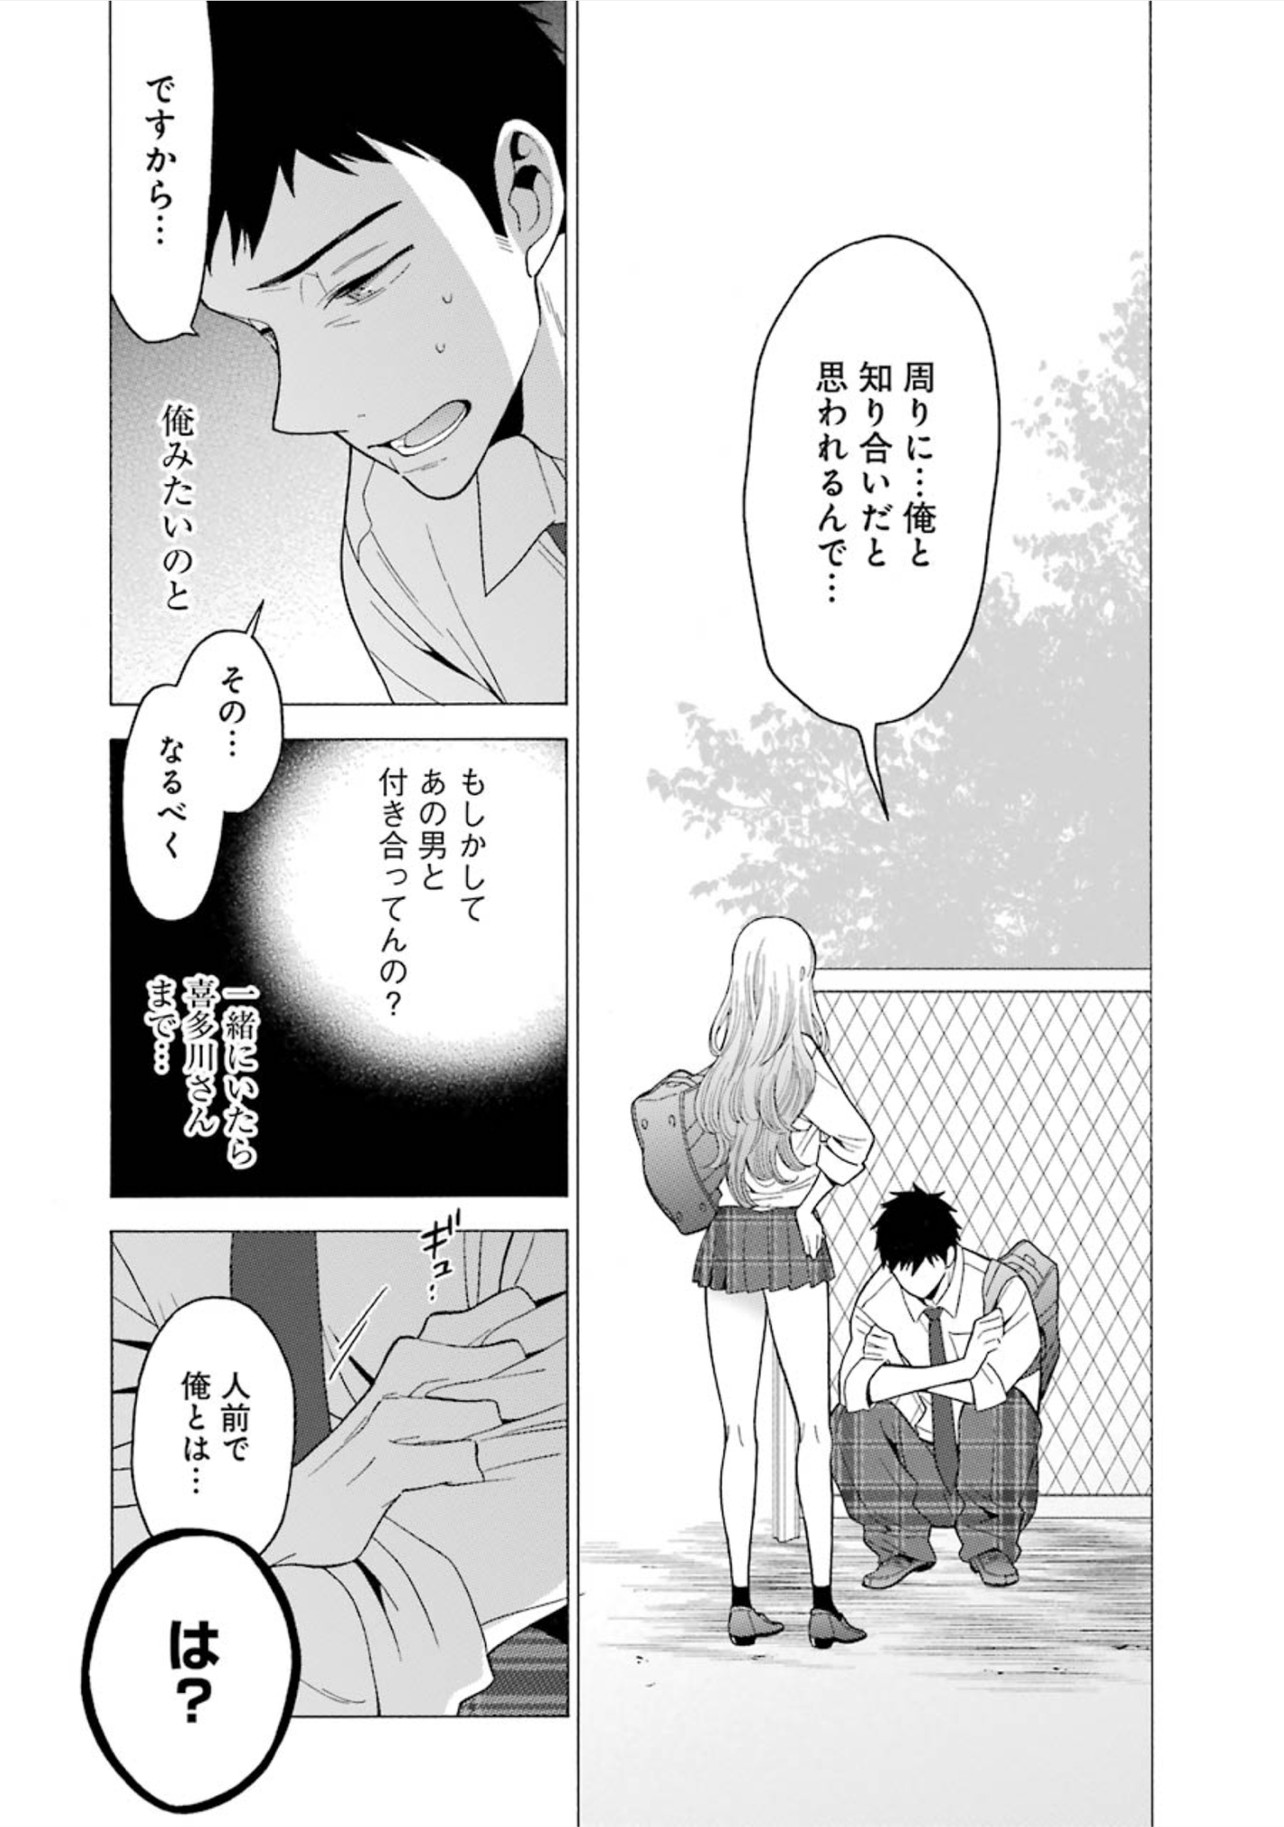 周りに…俺と
知り合いだと
思われるんで…
ですから…
俺みたいのと
その…
なるべく
もしかして
あの男と
付き合ってんの?
一緒にいたら
喜多川さん
まで…
ギュ…
人前で
俺とは…
は?